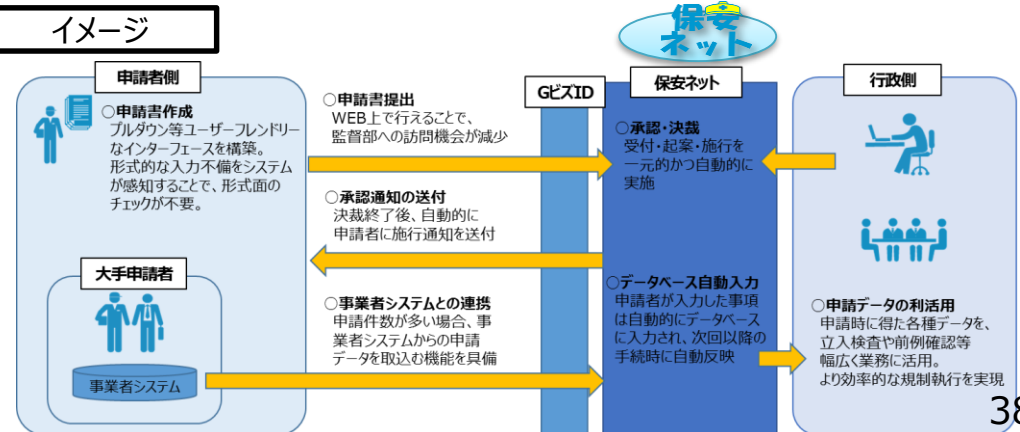 イメージ
保安
ネット
申請者側
○申請書作成
プルダウン等ユーザーフレンドリー
なインターフェースを構築。
形式的な入力不備をシステム
が感知することで、形式面の
チェックが不要。
大手申請者
事業者システム
○申請書提出
WEB上で行えることで、
監督部への訪問機会が減少
○承認通知の送付
決裁終了後、自動的に
申請者に施行通知を送付
○事業者システムとの連携
申請件数が多い場合、事
業者システムからの申請
データを取込む機能を具備
GビズID
保安ネット
○承認・決裁
受付・起案・施行を
一元的かつ自動的に
実施
○データベース自動入力
申請者が入力した事項
は自動的にデータベース
に入力され、次回以降の
手続時に自動反映
行政側
○申請データの利活用
申請時に得た各種データを、
立入検査や前例確認等
幅広く業務に活用。
より効率的な規制執行を実現
38